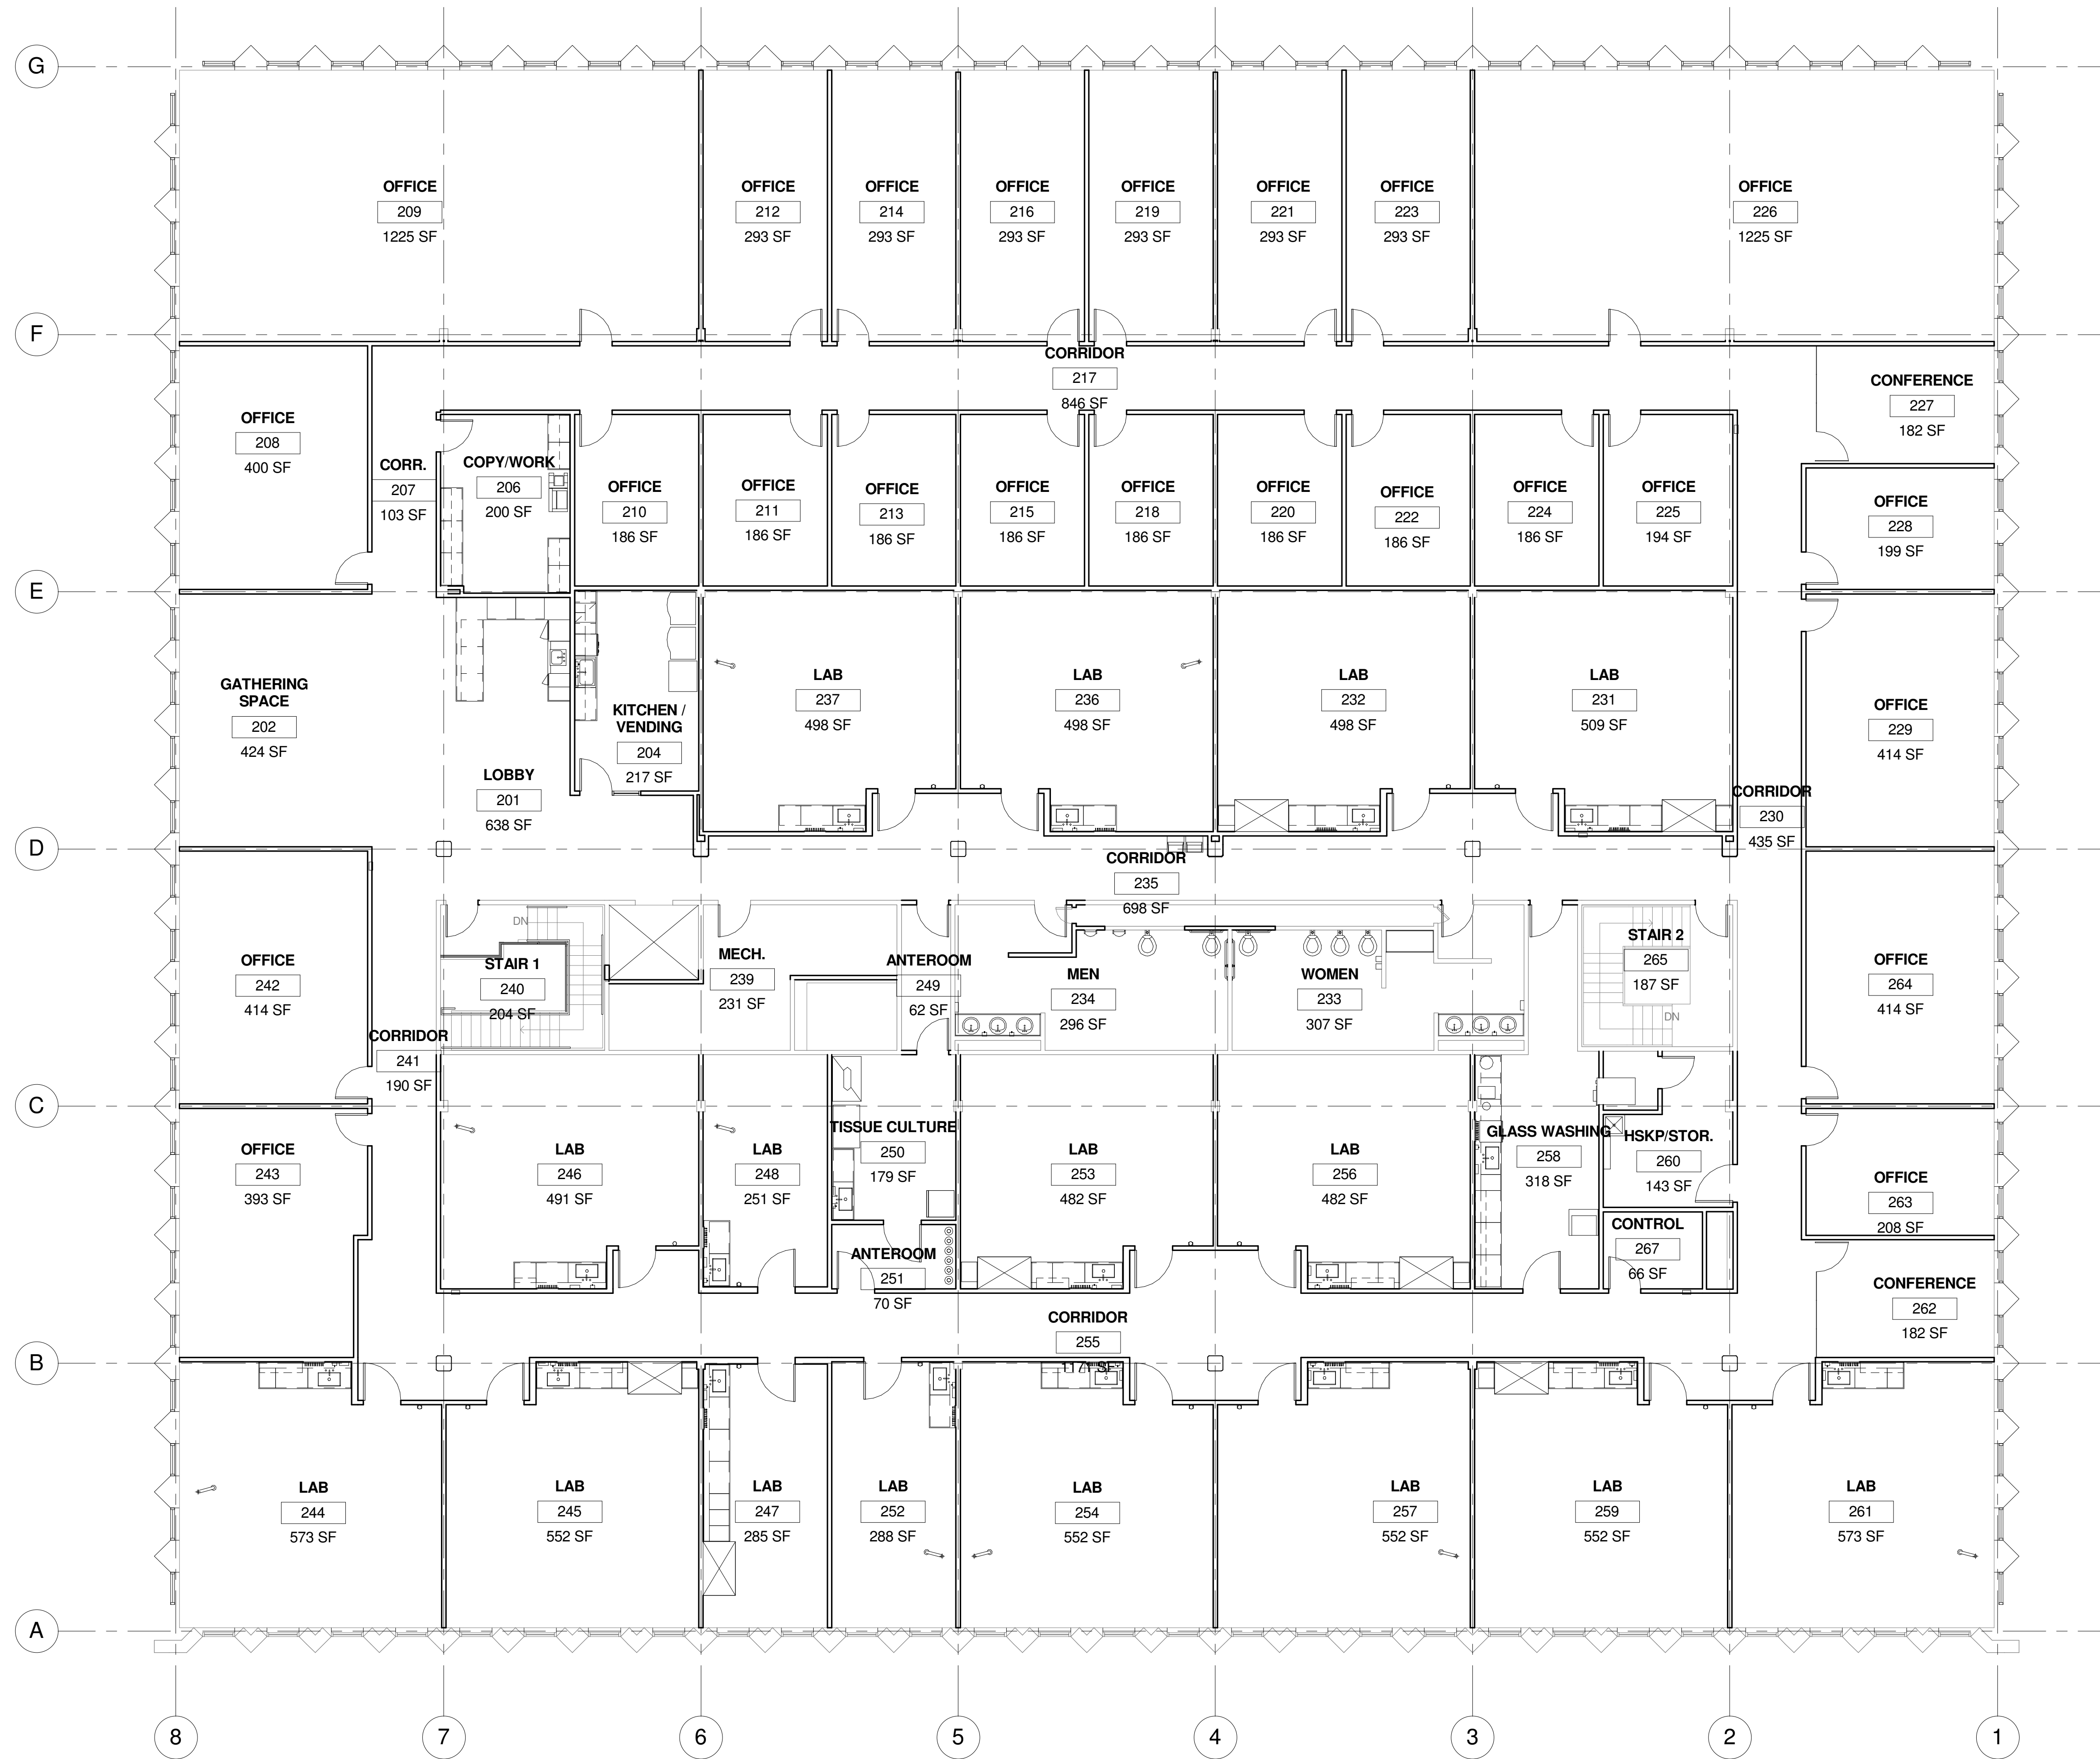 G
OFFICE
209
1225 SF
OFFICE
212
293 SF
OFFICE
214
293 SF
OFFICE
216
293 SF
OFFICE
219
293 SF
OFFICE
221
293 SF
OFFICE
223
293 SF
OFFICE
226
1225 SF
F
CORRIDOR
217
846 SF
OFFICE
208
400 SF
CORR.
207
103 SF
COPY/WORK
206
200 SF
OFFICE
210
186 SF
OFFICE
211
186 SF
OFFICE
213
186 SF
OFFICE
215
186 SF
OFFICE
218
186 SF
OFFICE
220
186 SF
OFFICE
222
186 SF
OFFICE
224
186 SF
OFFICE
225
194 SF
CONFERENCE
227
182 SF
OFFICE
228
199 SF
E
GATHERING
SPACE
202
424 SF
LOBBY
201
638 SF
KITCHEN /
VENDING
204
217 SF
LAB
237
498 SF
LAB
236
498 SF
LAB
232
498 SF
LAB
231
509 SF
CORRIDOR
230
435 SF
OFFICE
229
414 SF
D
CORRIDOR
235
698 SF
OFFICE
242
414 SF
CORRIDOR
241
190 SF
DN
STAIR 1
240
204 SF
MECH.
239
231 SF
ANTEROOM
249
62 SF
MEN
234
296 SF
WOMEN
233
307 SF
STAIR 2
265
187 SF
DN
OFFICE
264
414 SF
C
OFFICE
243
393 SF
LAB
246
491 SF
LAB
248
251 SF
TISSUE CULTURE
250
179 SF
ANTEROOM
251
70 SF
LAB
253
482 SF
LAB
256
482 SF
GLASS WASHING
258
318 SF
HSKP/STOR.
260
143 SF
CONTROL
267
66 SF
OFFICE
263
208 SF
CONFERENCE
262
182 SF
CORRIDOR
255
B
LAB
244
573 SF
LAB
245
552 SF
LAB
247
285 SF
LAB
252
288 SF
LAB
254
552 SF
LAB
257
552 SF
LAB
259
552 SF
LAB
261
573 SF
A
8
7
6
5
4
3
2
1